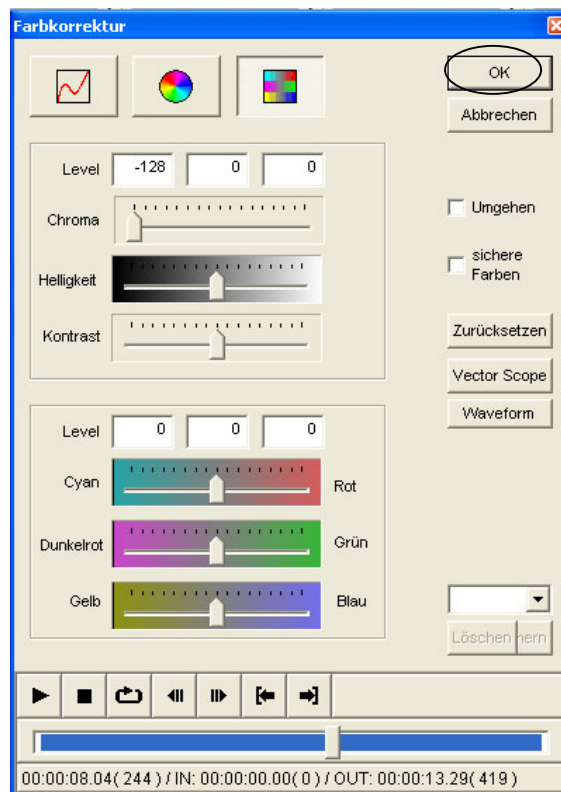 Farbkorrektur
OK
Abbrechen
Level -128 0 0
Chroma
Umgehen
Helligkeit
sichere
Farben
Kontrast
Zurücksetzen
Vector Scope
Waveform
Level 0 0 0
Cyan Rot
Dunkelrot Grün
Gelb Blau
Löschen hern
00:00:08.04( 244 ) / IN: 00:00:00.00( 0 ) / OUT: 00:00:13.29( 419 )